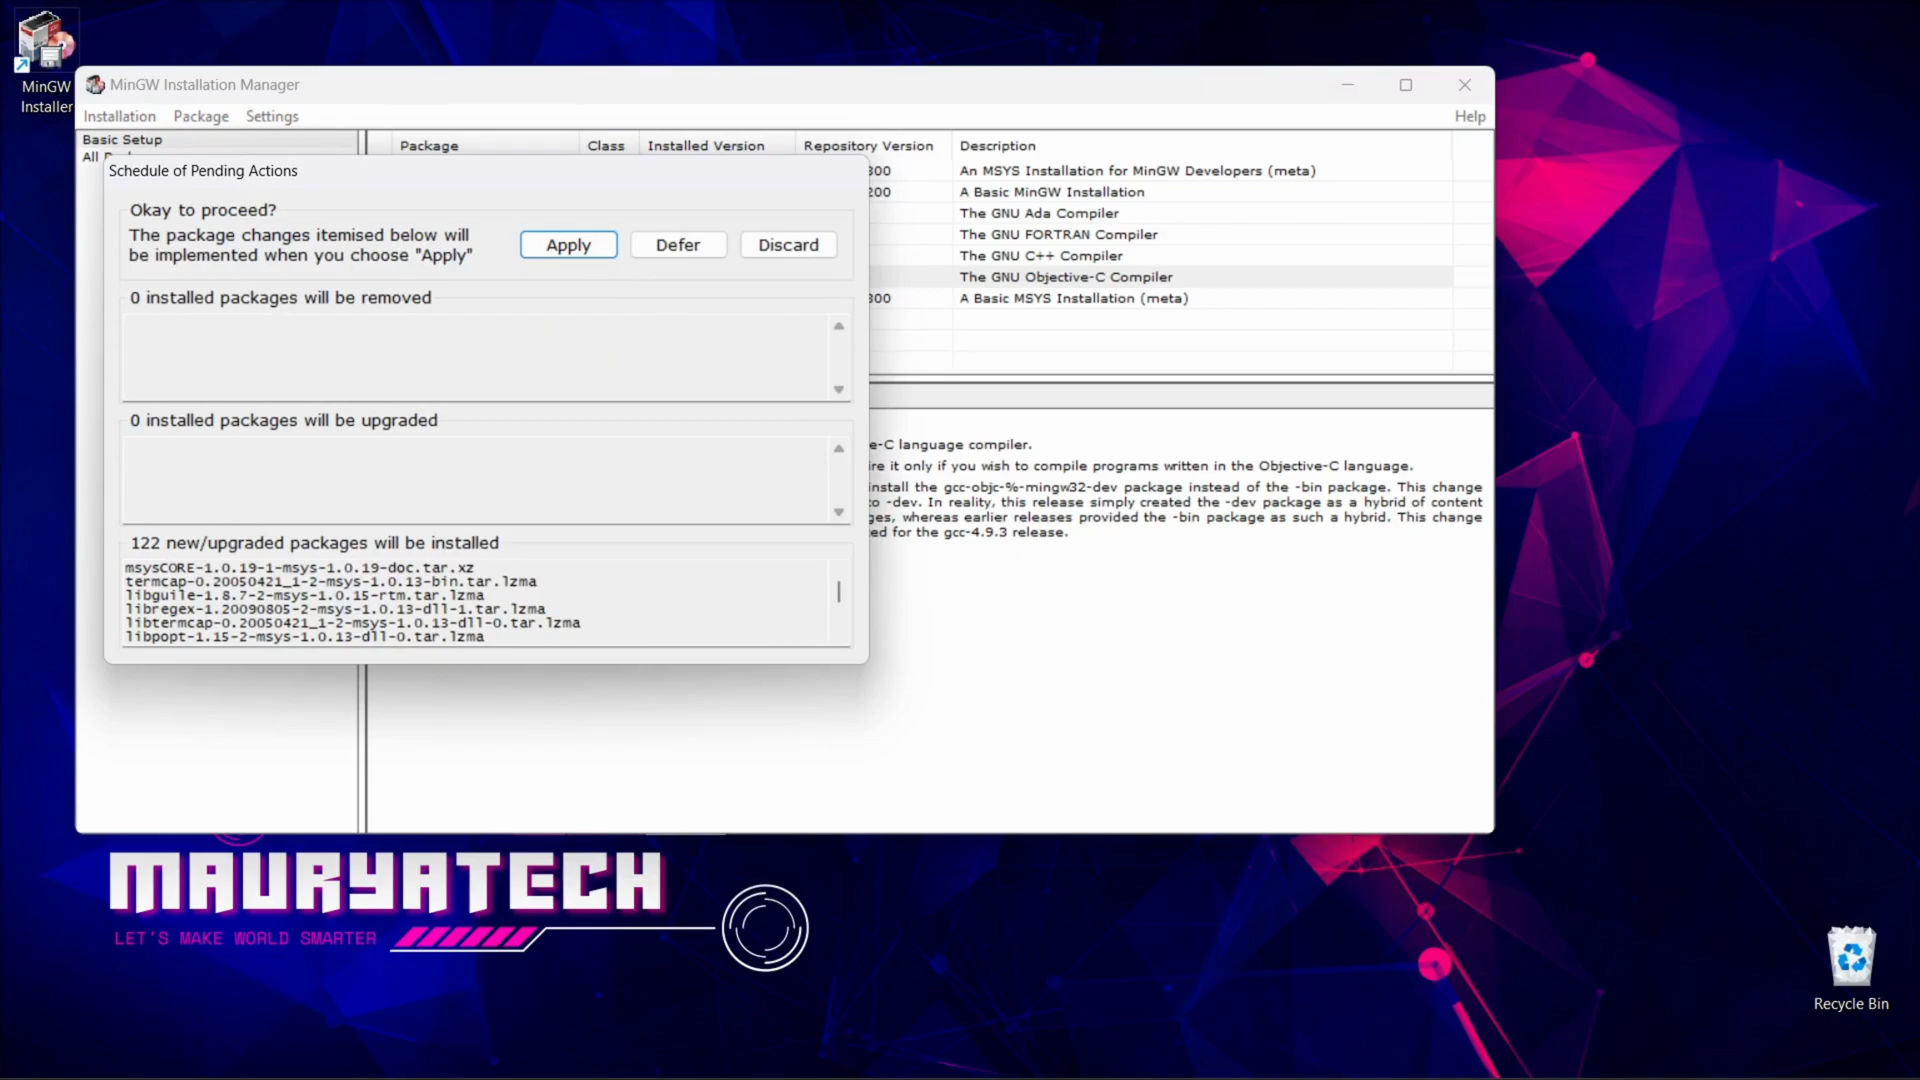 MinGW
Installer
MinGW Installation Manager
Installation Package Settings Help
Basic Setup
All
Package Class Installed Version Repository Version Description
300 An MSYS Installation for MinGW Developers (meta)
200 A Basic MinGW Installation
The GNU Ada Compiler
The GNU FORTRAN Compiler
The GNU C++ Compiler
The GNU Objective-C Compiler
300 A Basic MSYS Installation (meta)
Schedule of Pending Actions
Okay to proceed?
The package changes itemised below will
be implemented when you choose "Apply"
Apply Defer Discard
0 installed packages will be removed
0 installed packages will be upgraded
122 new/upgraded packages will be installed
msysCORE-1.0.19-1-msys-1.0.19-doc.tar.xz
termcap-0.20050421_1-2-msys-1.0.13-bin.tar.lzma
libguile-1.8.7-2-msys-1.0.15-rtm.tar.lzma
libregex-1.20090805-2-msys-1.0.13-dll-1.tar.lzma
libtermcap-0.20050421_1-2-msys-1.0.13-dll-0.tar.lzma
libpopt-1.15-2-msys-1.0.13-dll-0.tar.lzma
e-C language compiler.
ire it only if you wish to compile programs written in the Objective-C language.
install the gcc-objc-%-mingw32-dev package instead of the -bin package. This change
to -dev. In reality, this release simply created the -dev package as a hybrid of content
ges, whereas earlier releases provided the -bin package as such a hybrid. This change
ed for the gcc-4.9.3 release.
MAURYATECH
LET'S MAKE WORLD SMARTER
Recycle Bin